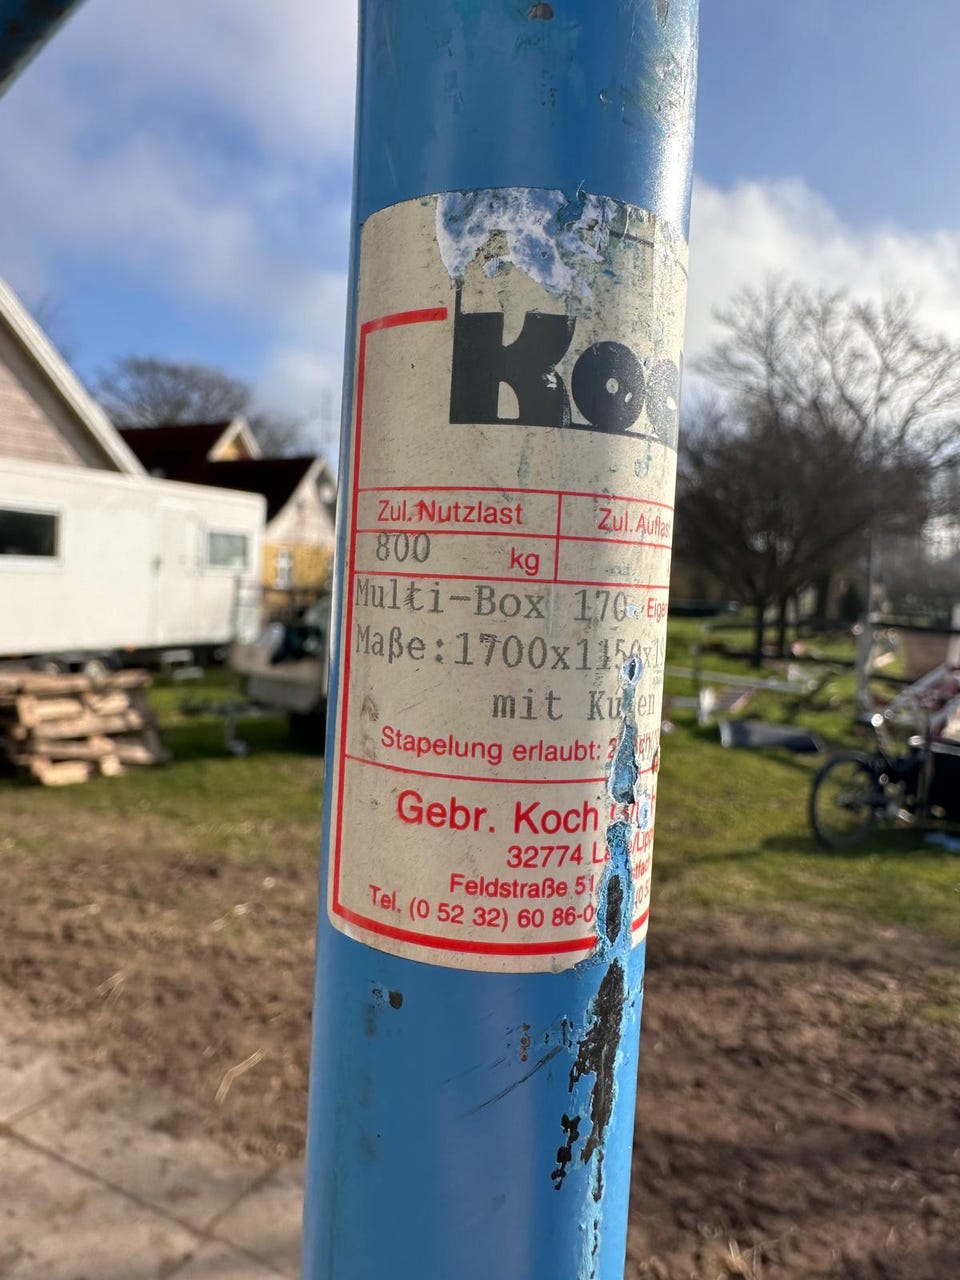 Koc
Zul. Nutzlast Zul. Auflast
800 kg
Multi-Box 170
Maße:1700x1150x
mit
Stapelung erlaubt:
Gebr. Koch
32774
Feldstraße 51
Tel. (0 52 32) 60 86-0